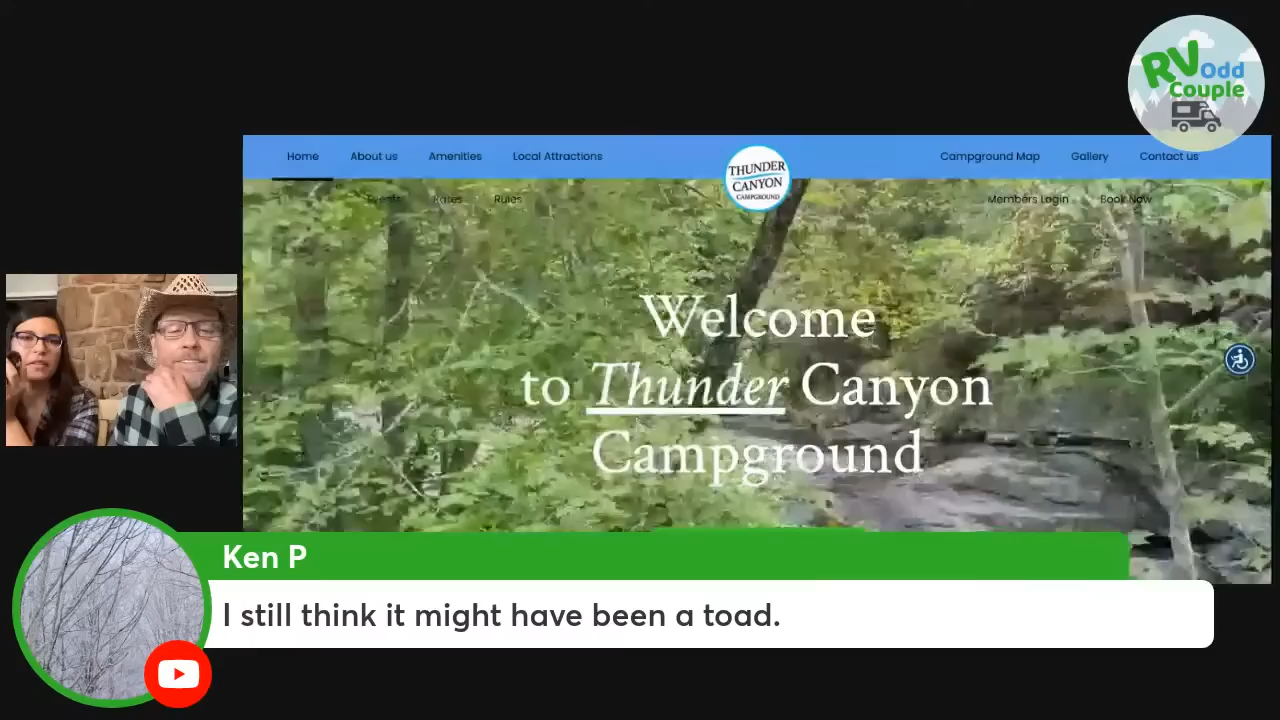 RV Odd
Couple
Home About us Amenities Local Attractions
THUNDER
CANYON
CAMPGROUND
Campground Map Gallery Contact us
Events Rates Rules
Members Login Book Now
Welcome
to Thunder Canyon
Campground
Ken P
I still think it might have been a toad.